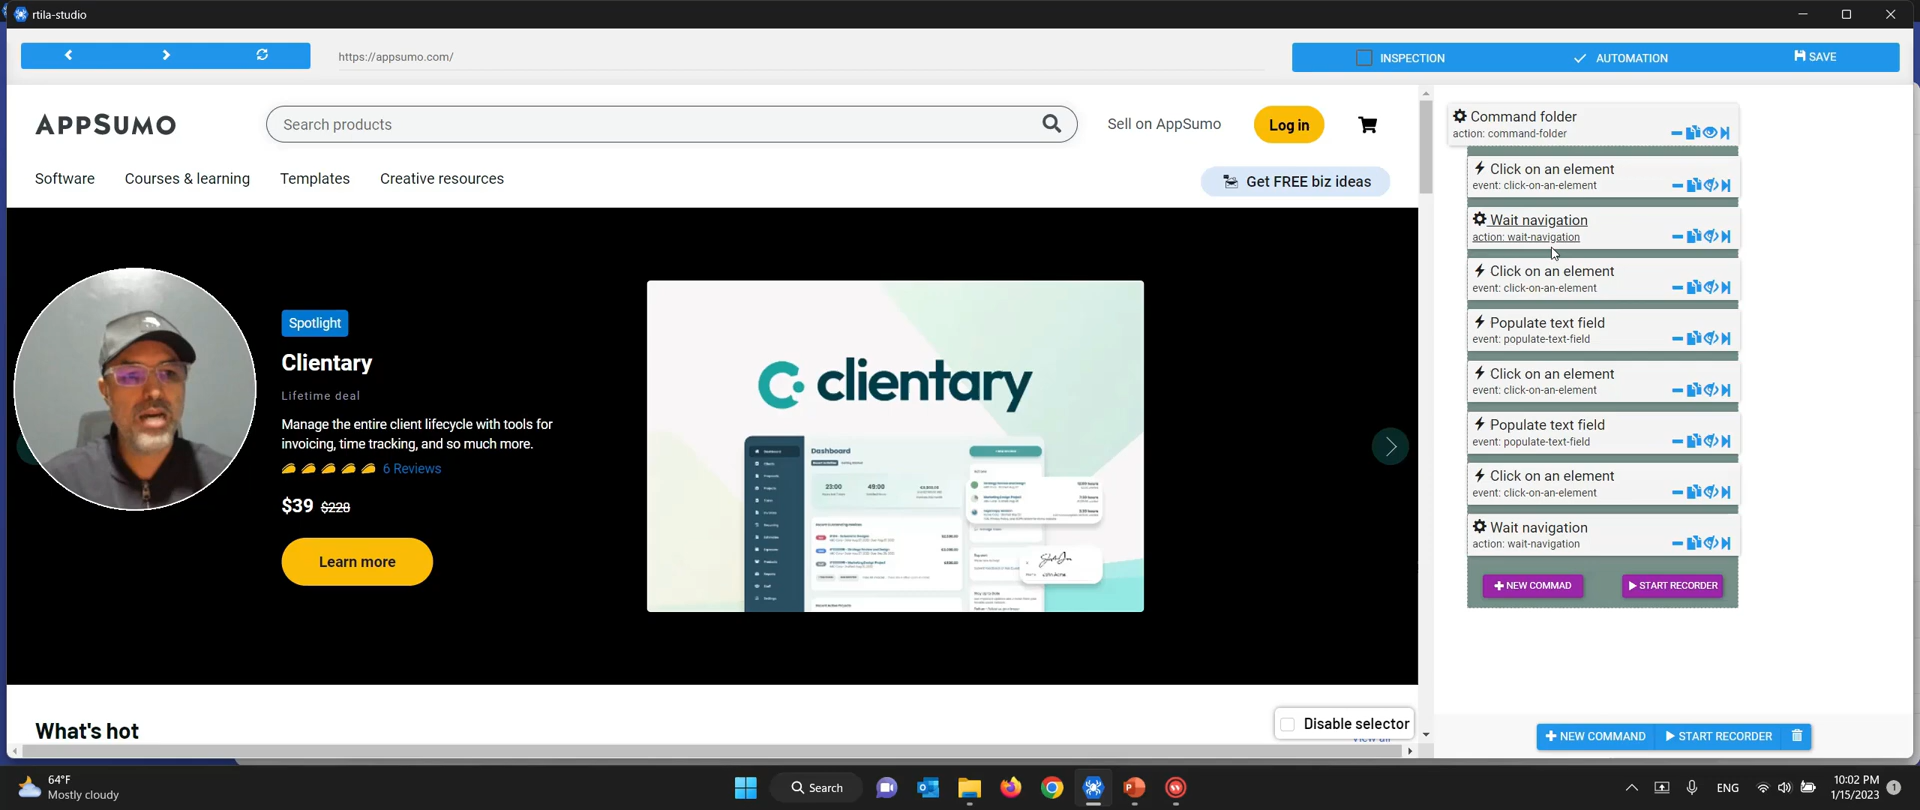 rtila-studio
https://appsumo.com/
INSPECTION
AUTOMATION
SAVE
APPSUMO
Search products
Sell on AppSumo
Log in
Software
Courses & learning
Templates
Creative resources
Get FREE biz ideas
Spotlight
Clientary
Lifetime deal
Manage the entire client lifecycle with tools for
invoicing, time tracking, and so much more.
6 Reviews
$39 $228
Learn more
clientary
Dashboard
23:00
49:00
What's hot
Disable selector
Command folder
action: command-folder
Click on an element
event: click-on-an-element
Wait navigation
action: wait-navigation
Click on an element
event: click-on-an-element
Populate text field
event: populate-text-field
Click on an element
event: click-on-an-element
Populate text field
event: populate-text-field
Click on an element
event: click-on-an-element
Wait navigation
action: wait-navigation
NEW COMMAD
START RECORDER
NEW COMMAND
START RECORDER
64°F
Mostly cloudy
Search
ENG
10:02 PM
1/15/2023
1